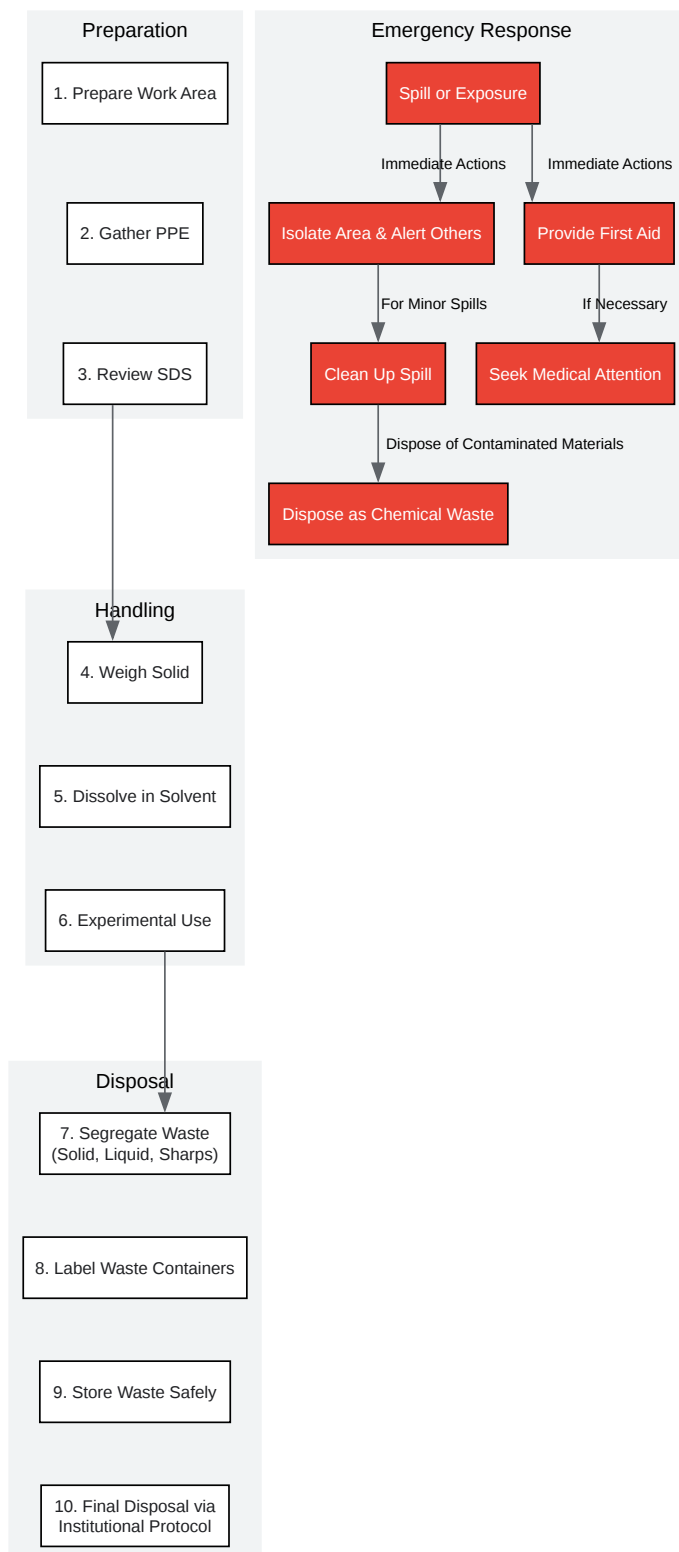 Preparation
1. Prepare Work Area
2. Gather PPE
3. Review SDS
Emergency Response
Spill or Exposure
Immediate Actions
Immediate Actions
Isolate Area & Alert Others
Provide First Aid
For Minor Spills
If Necessary
Clean Up Spill
Seek Medical Attention
Dispose of Contaminated Materials
Dispose as Chemical Waste
Handling
4. Weigh Solid
5. Dissolve in Solvent
6. Experimental Use
Disposal
7. Segregate Waste
(Solid, Liquid, Sharps)
8. Label Waste Containers
9. Store Waste Safely
10. Final Disposal via
Institutional Protocol